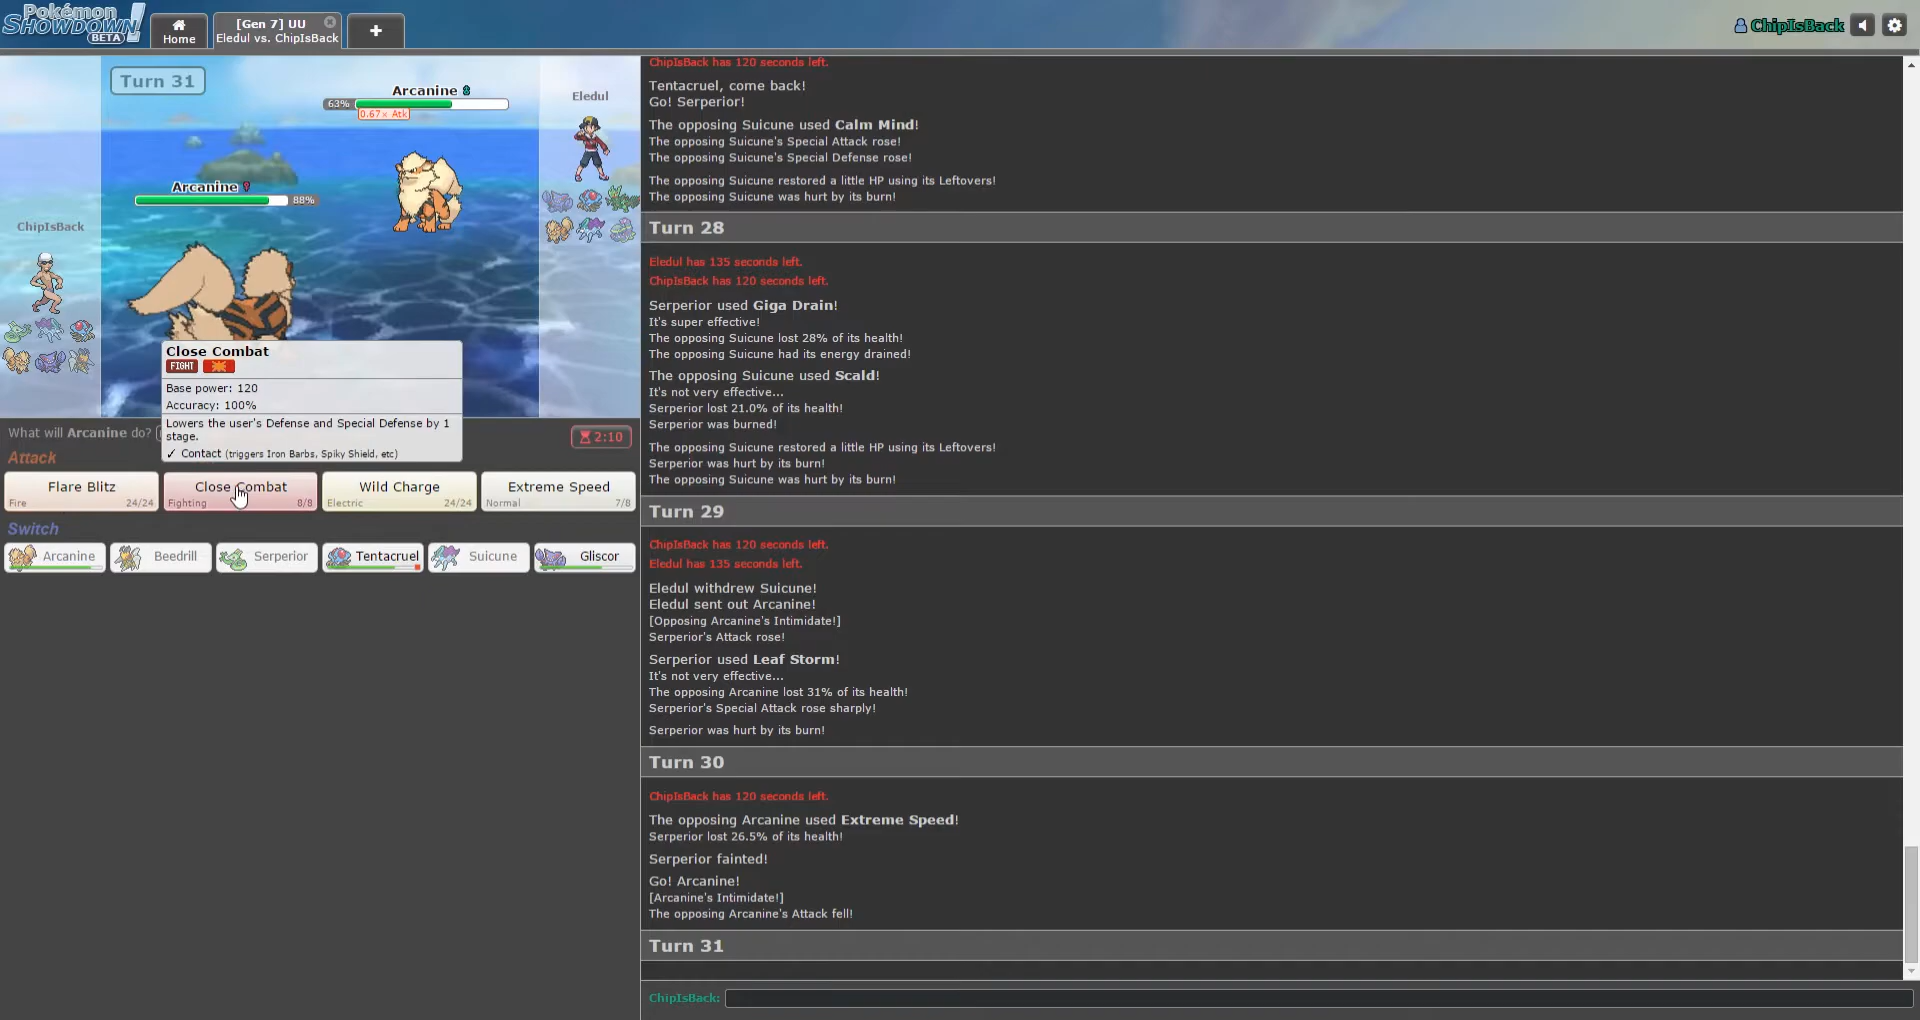 Pokémon
SHOWDOWN!
BETA
Home
[Gen 7] UU
Eledul vs. ChipIsBack
+
ChipIsBack
Turn 31
Arcanine
63%
0.67× Atk
Eledul
Arcanine
88%
ChipIsBack
Close Combat
FIGHT
Base power: 120
Accuracy: 100%
Lowers the user's Defense and Special Defense by 1
stage.
✓ Contact (triggers Iron Barbs, Spiky Shield, etc)
What will Arcanine do?
2:10
Attack
Flare Blitz
Fire 24/24
Close Combat
Fighting 8/8
Wild Charge
Electric 24/24
Extreme Speed
Normal 7/8
Switch
Arcanine
Beedrill
Serperior
Tentacruel
Suicune
Gliscor
ChipIsBack has 120 seconds left.
Tentacruel, come back!
Go! Serperior!
The opposing Suicune used Calm Mind!
The opposing Suicune's Special Attack rose!
The opposing Suicune's Special Defense rose!
The opposing Suicune restored a little HP using its Leftovers!
The opposing Suicune was hurt by its burn!
Turn 28
Eledul has 135 seconds left.
ChipIsBack has 120 seconds left.
Serperior used Giga Drain!
It's super effective!
The opposing Suicune lost 28% of its health!
The opposing Suicune had its energy drained!
The opposing Suicune used Scald!
It's not very effective...
Serperior lost 21.0% of its health!
Serperior was burned!
The opposing Suicune restored a little HP using its Leftovers!
Serperior was hurt by its burn!
The opposing Suicune was hurt by its burn!
Turn 29
ChipIsBack has 120 seconds left.
Eledul has 135 seconds left.
Eledul withdrew Suicune!
Eledul sent out Arcanine!
[Opposing Arcanine's Intimidate!]
Serperior's Attack rose!
Serperior used Leaf Storm!
It's not very effective...
The opposing Arcanine lost 31% of its health!
Serperior's Special Attack rose sharply!
Serperior was hurt by its burn!
Turn 30
ChipIsBack has 120 seconds left.
The opposing Arcanine used Extreme Speed!
Serperior lost 26.5% of its health!
Serperior fainted!
Go! Arcanine!
[Arcanine's Intimidate!]
The opposing Arcanine's Attack fell!
Turn 31
ChipIsBack: